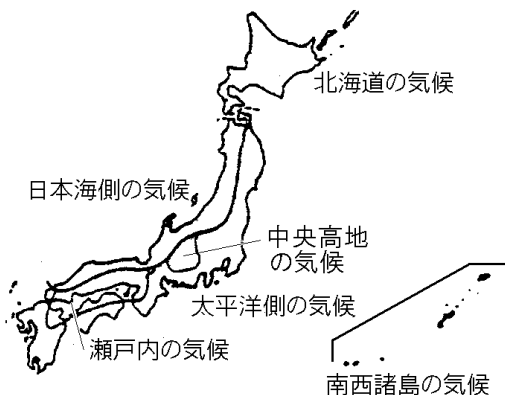 北海道の気候
日本海側の気候
中央高地
の気候
太平洋側の気候
瀬戸内の気候
南西諸島の気候